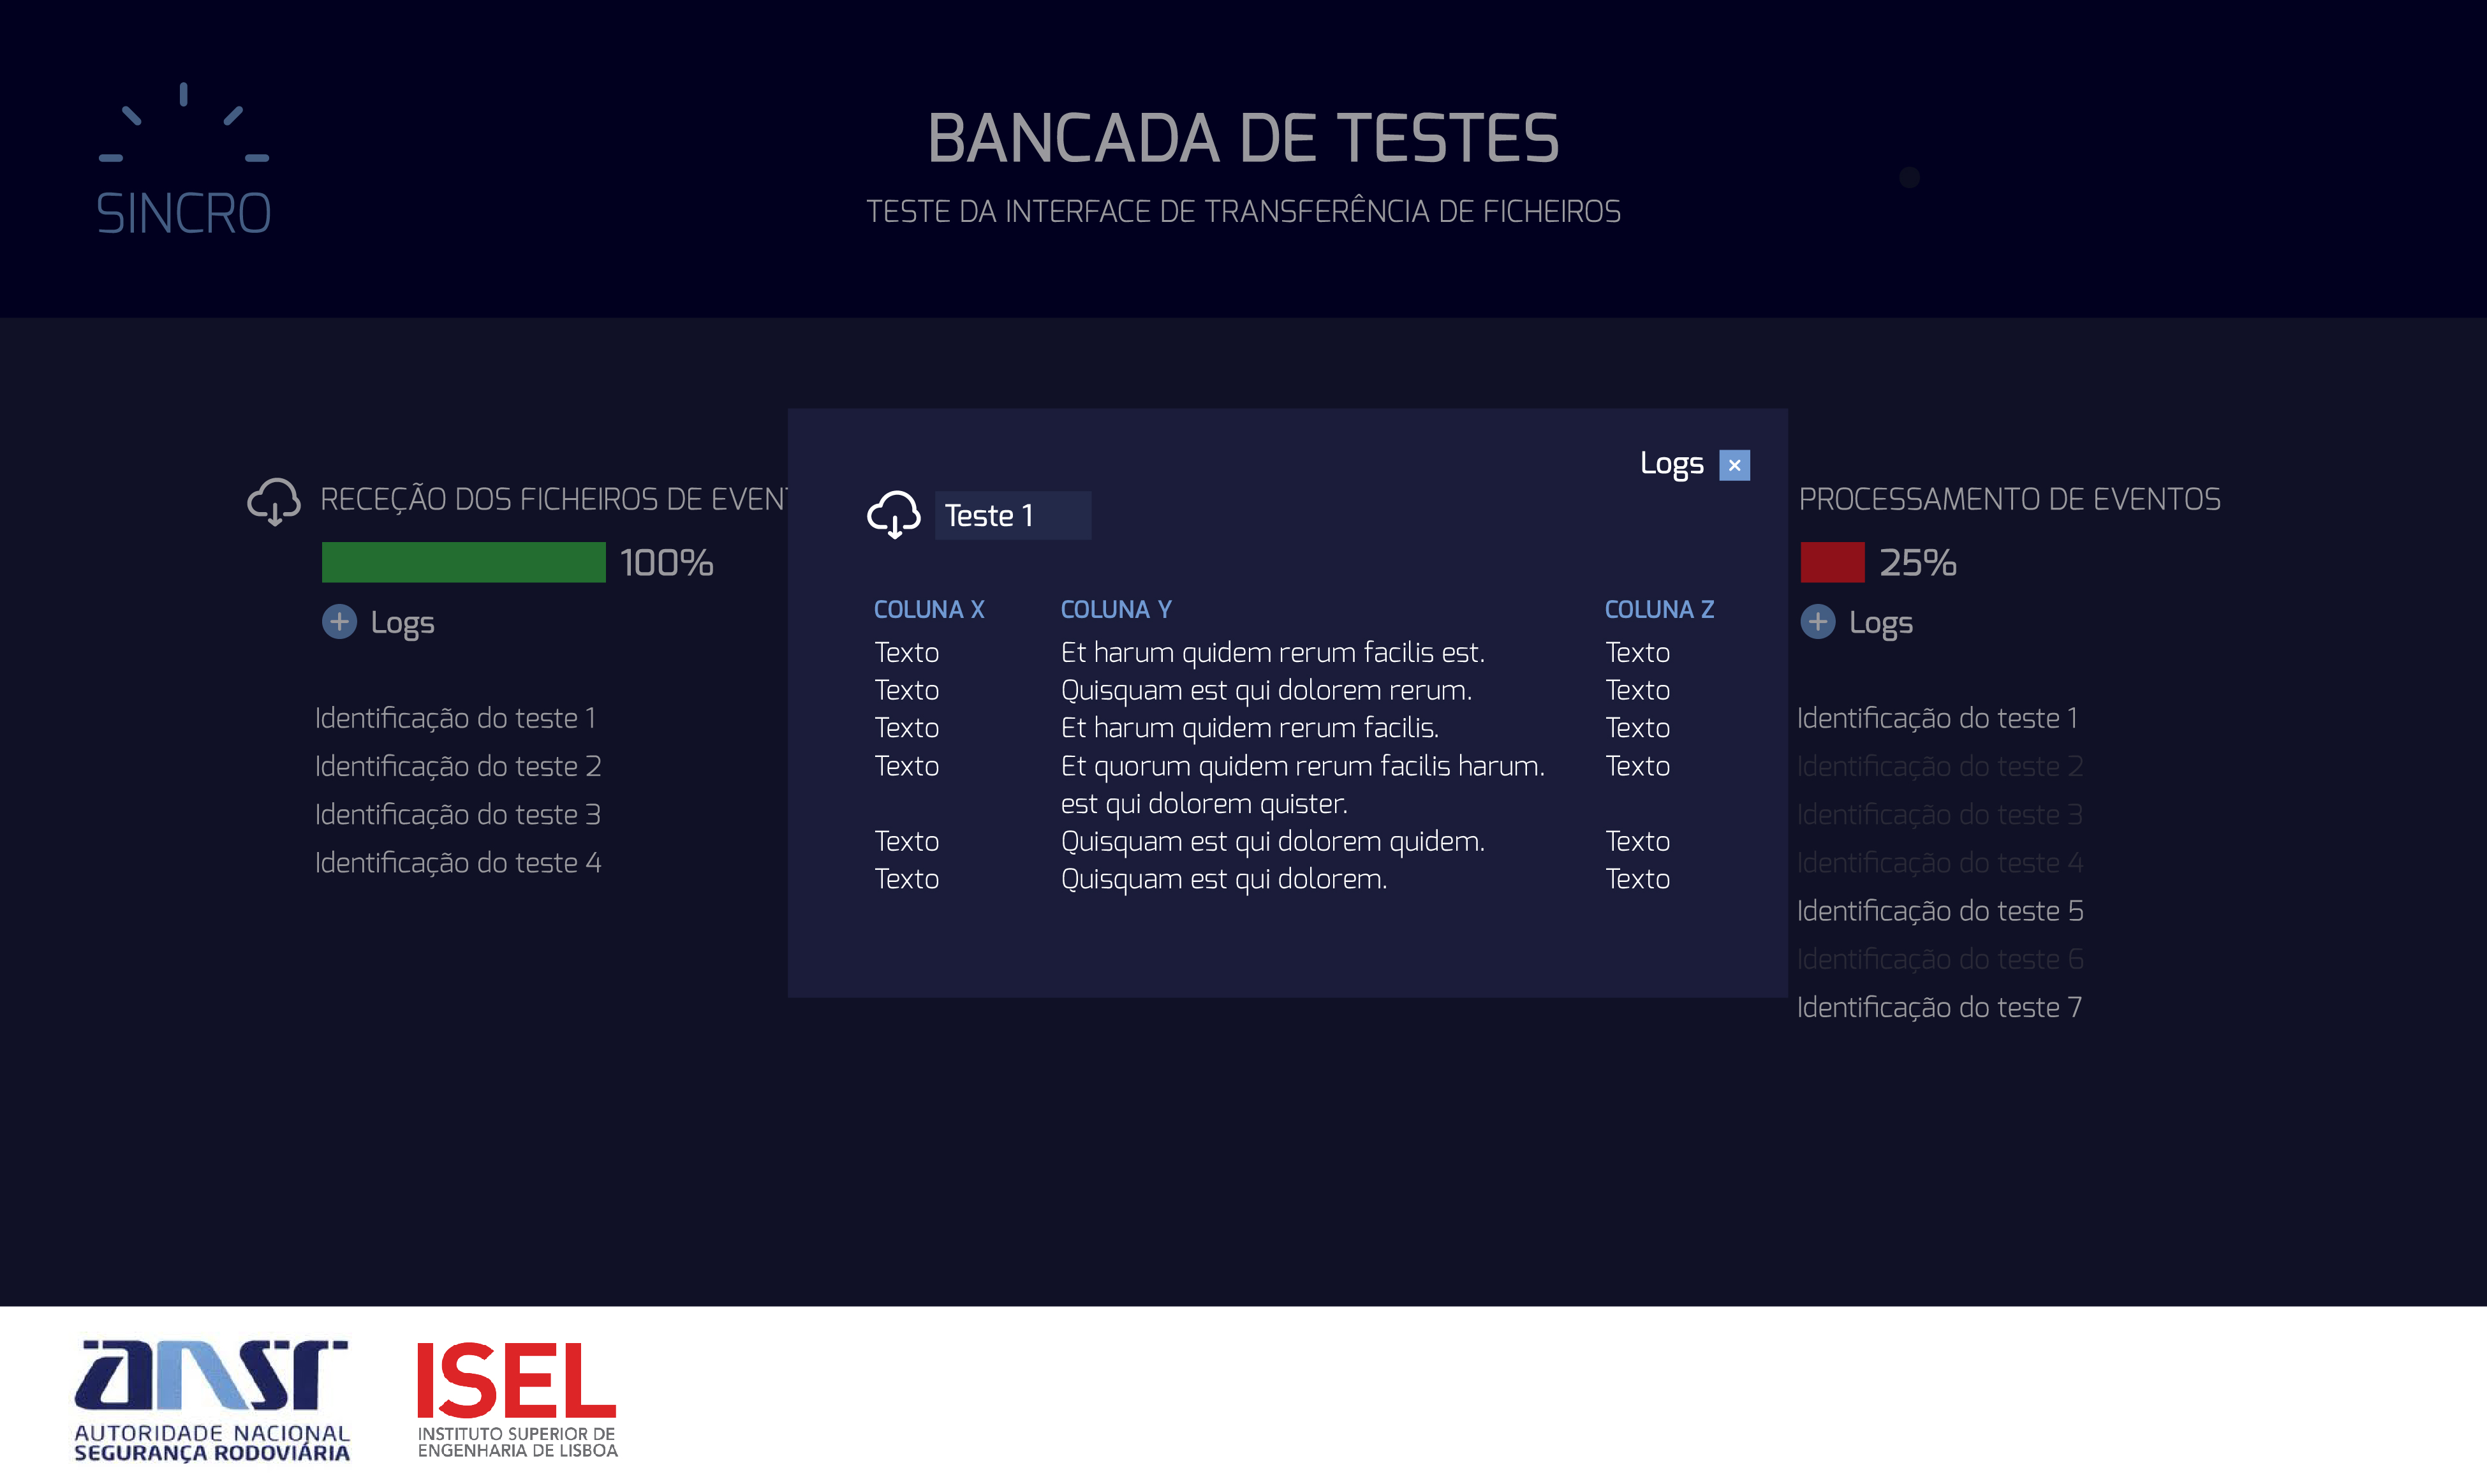 SINCRO
BANCADA DE TESTES
TESTE DA INTERFACE DE TRANSFERÊNCIA DE FICHEIROS
RECEÇÃO DOS FICHEIROS DE EVENT
100%
Logs
Identificação do teste 1
Identificação do teste 2
Identificação do teste 3
Identificação do teste 4
Logs
Teste 1
COLUNA X COLUNA Y COLUNA Z
Texto Et harum quidem rerum facilis est. Texto
Texto Quisquam est qui dolorem rerum. Texto
Texto Et harum quidem rerum facilis. Texto
Texto Et quorum quidem rerum facilis harum. Texto
est qui dolorem quister.
Texto Quisquam est qui dolorem quidem. Texto
Texto Quisquam est qui dolorem. Texto
PROCESSAMENTO DE EVENTOS
25%
Logs
Identificação do teste 1
Identificação do teste 2
Identificação do teste 3
Identificação do teste 4
Identificação do teste 5
Identificação do teste 6
Identificação do teste 7
ansr
AUTORIDADE NACIONAL
SEGURANÇA RODOVIÁRIA
ISEL
INSTITUTO SUPERIOR DE
ENGENHARIA DE LISBOA